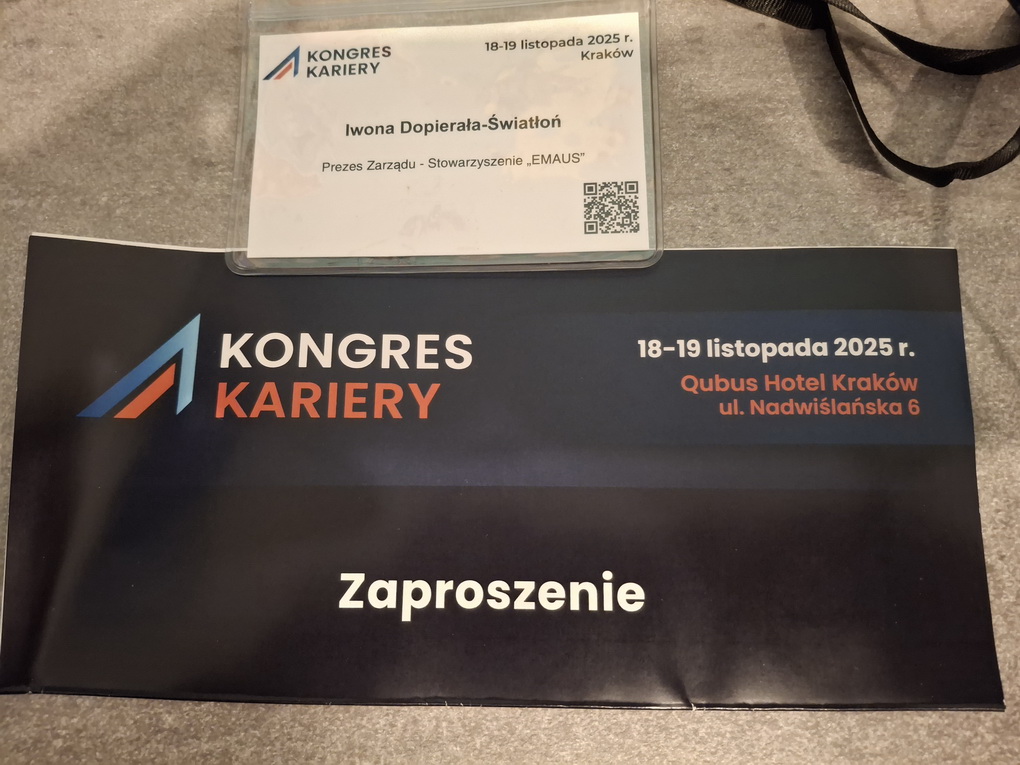 KONGRES
KARIERY
18-19 listopada 2025 r.
Kraków
Iwona Dopierała-Światłoń
Prezes Zarządu - Stowarzyszenie „EMAUS”
KONGRES
KARIERY
18-19 listopada 2025 r.
Qubus Hotel Kraków
ul. Nadwiślańska 6
Zaproszenie